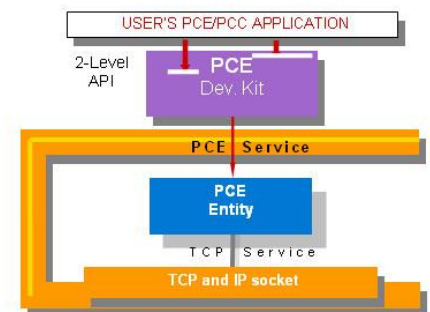 USER'S PCE/PCC APPLICATION
2-Level
API
PCE
Dev. Kit
PCE Service
PCE
Entity
TCP Service
TCP and IP socket